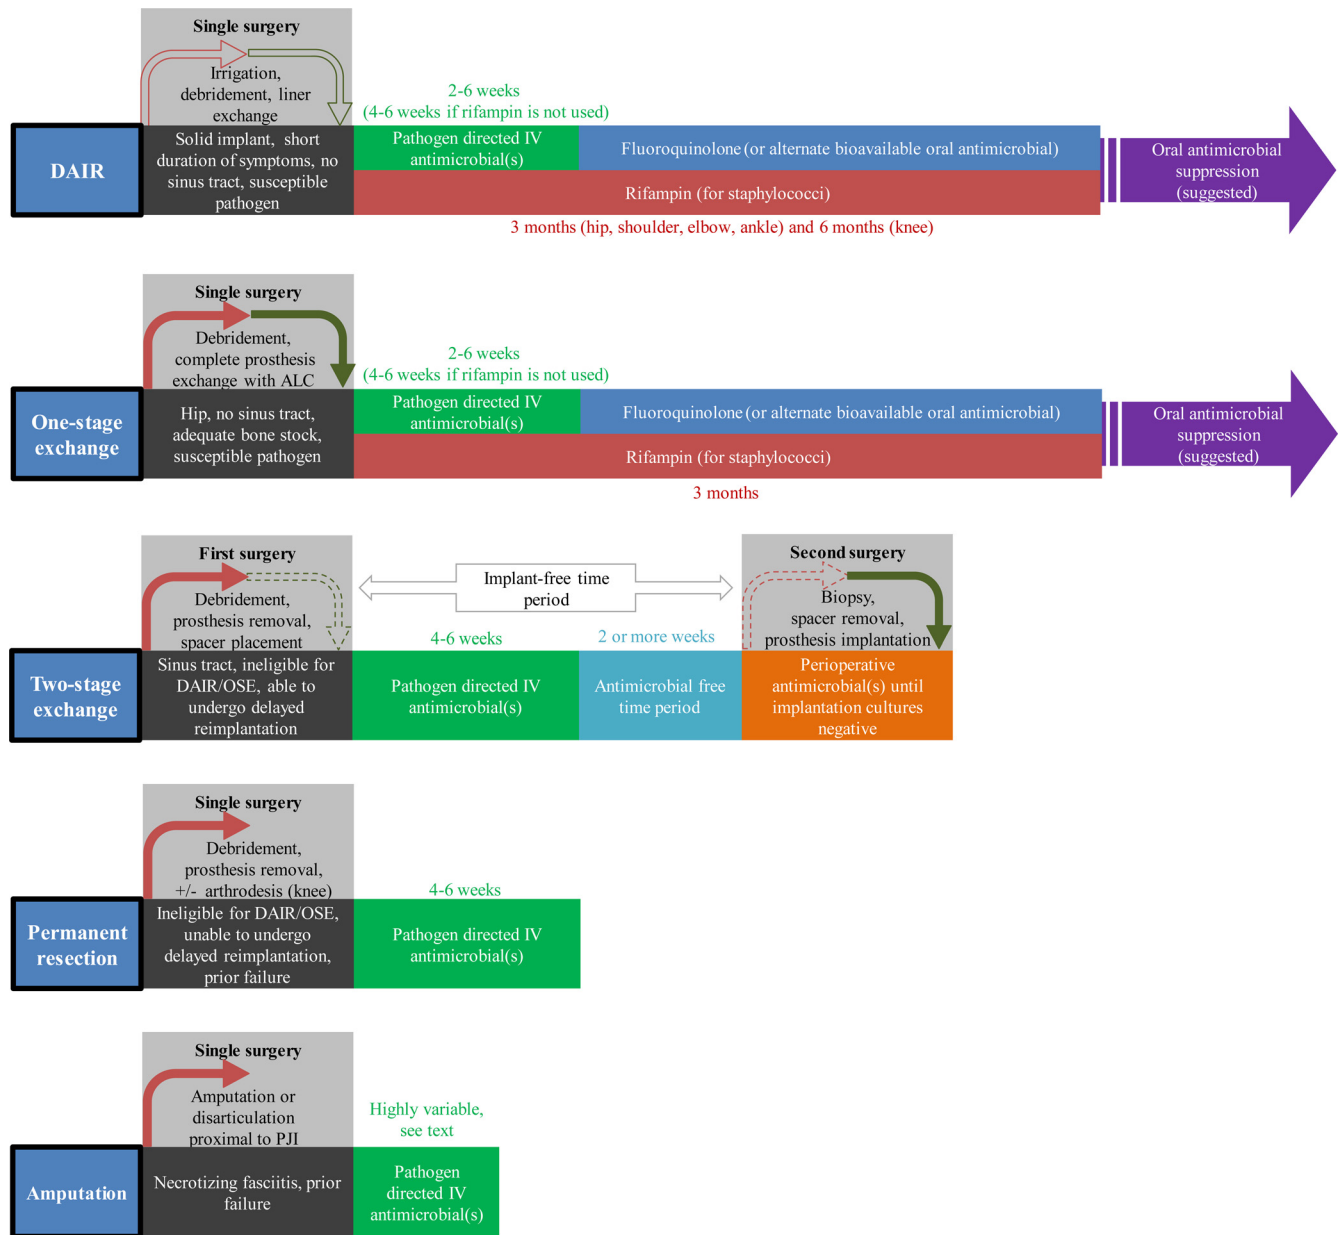 Single surgery
Irrigation,
debridement, liner
exchange
2-6 weeks
(4-6 weeks if rifampin is not used)
DAIR
Solid implant, short
duration of symptoms, no
sinus tract, susceptible
pathogen
Pathogen directed IV
antimicrobial(s)
Fluoroquinolone (or alternate bioavailable oral antimicrobial)
Rifampin (for staphylococci)
Oral antimicrobial
suppression
(suggested)
3 months (hip, shoulder, elbow, ankle) and 6 months (knee)
Single surgery
Debridement,
complete prosthesis
exchange with ALC
2-6 weeks
(4-6 weeks if rifampin is not used)
One-stage
exchange
Hip, no sinus tract,
adequate bone stock,
susceptible pathogen
Pathogen directed IV
antimicrobial(s)
Fluoroquinolone (or alternate bioavailable oral antimicrobial)
Rifampin (for staphylococci)
Oral antimicrobial
suppression
(suggested)
3 months
First surgery
Debridement,
prosthesis removal,
spacer placement
Implant-free time
period
Second surgery
Biopsy,
spacer removal,
prosthesis implantation
4-6 weeks
2 or more weeks
Two-stage
exchange
Sinus tract, ineligible for
DAIR/OSE, able to
undergo delayed
reimplantation
Pathogen directed IV
antimicrobial(s)
Antimicrobial free
time period
Perioperative
antimicrobial(s) until
implantation cultures
negative
Single surgery
Debridement,
prosthesis removal,
+/- arthrodesis (knee)
4-6 weeks
Permanent
resection
Ineligible for DAIR/OSE,
unable to undergo
delayed reimplantation,
prior failure
Pathogen directed IV
antimicrobial(s)
Single surgery
Amputation or
disarticulation
proximal to PJI
Highly variable,
see text
Amputation
Necrotizing fasciitis, prior
failure
Pathogen
directed IV
antimicrobial(s)